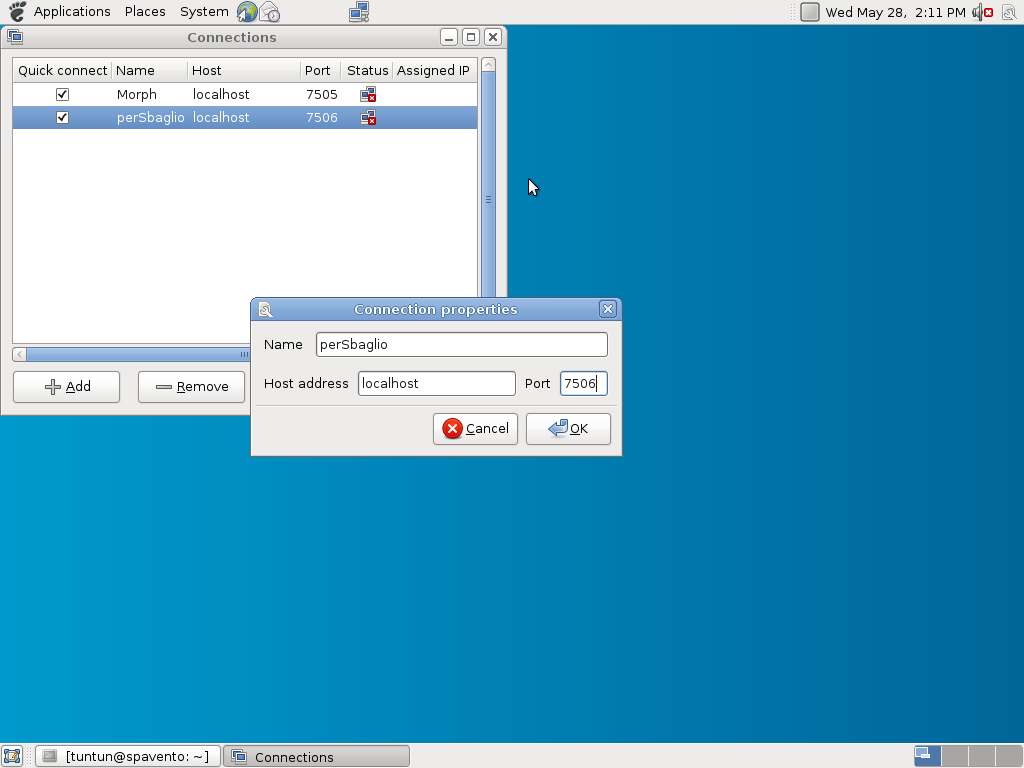 Applications Places System Wed May 28, 2:11 PM
Connections
Quick connect Name Host Port Status Assigned IP
Morph localhost 7505
perSbaglio localhost 7506
Connection properties
Name perSbaglio
Host address localhost Port 7506
Add Remove
Cancel OK
[tuntun@spavento: ~] Connections